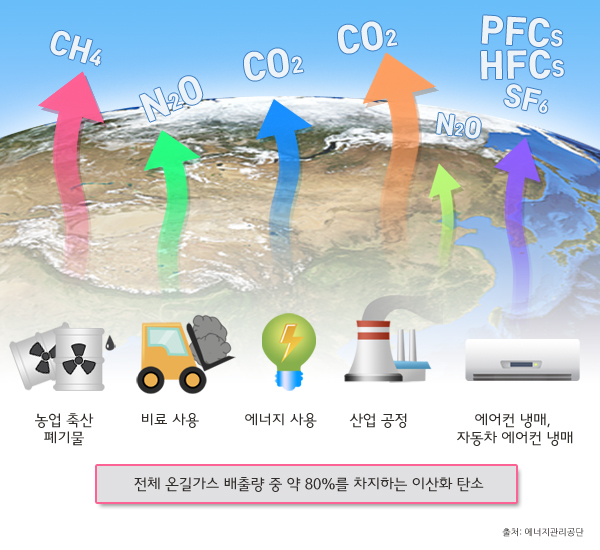 CH4
N2O
CO2
CO2
PFCs
HFCs
SF6
N2O
농업 축산
폐기물
비료 사용
에너지 사용
산업 공정
에어컨 냉매,
자동차 에어컨 냉매
전체 온길가스 배출량 중 약 80%를 차지하는 이산화 탄소
출처: 에너지관리공단